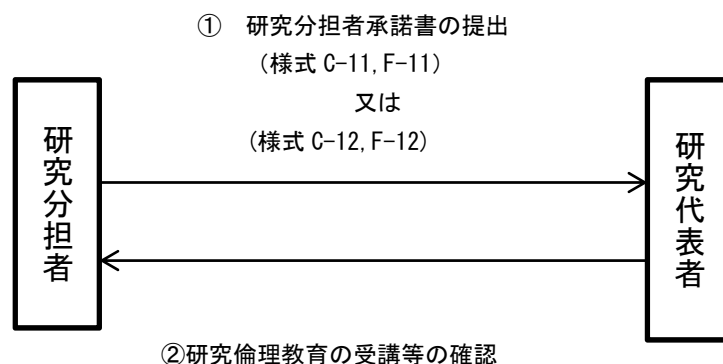 ① 研究分担者承諾書の提出
(様式 C-11, F-11)
又は
(様式 C-12, F-12)
研究分担者
研究代表者
②研究倫理教育の受講等の確認